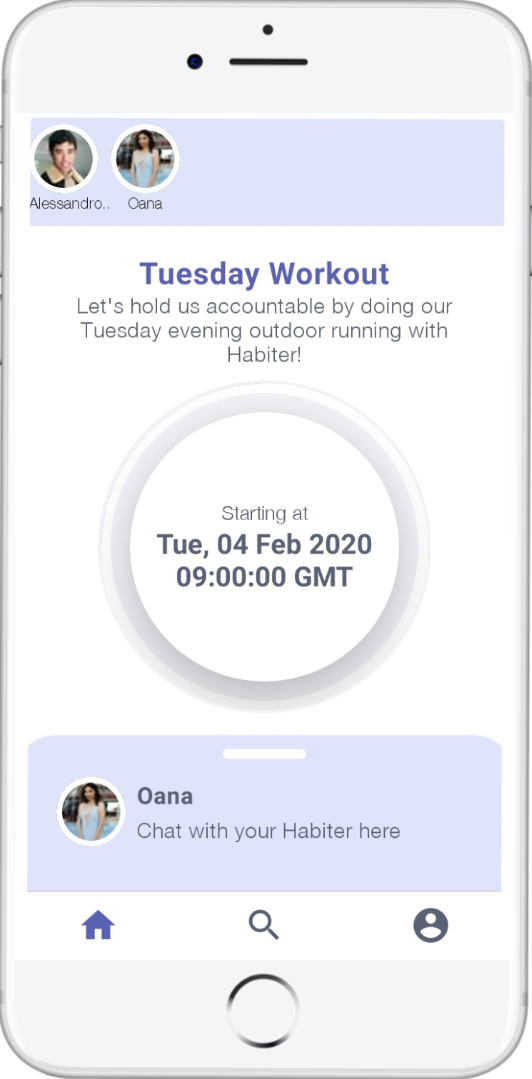 Alessandro..
Oana
Tuesday Workout
Let's hold us accountable by doing our
Tuesday evening outdoor running with
Habiter!
Starting at
Tue, 04 Feb 2020
09:00:00 GMT
Oana
Chat with your Habiter here